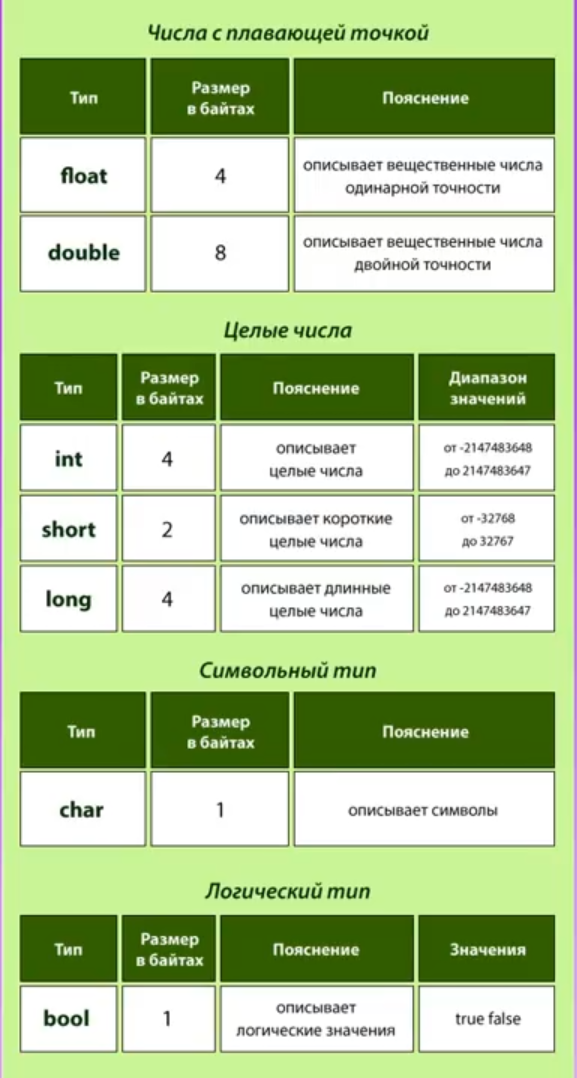 Числа с плавающей точкой
Тип
Размер
в байтах
Пояснение
float
4
описывает вещественные числа
одинарной точности
double
8
описывает вещественные числа
двойной точности
Целые числа
Тип
Размер
в байтах
Пояснение
Диапазон
значений
int
4
описывает
целые числа
от -2147483648
до 2147483647
short
2
описывает короткие
целые числа
от -32768
до 32767
long
4
описывает длинные
целые числа
от -2147483648
до 2147483647
Символьный тип
Тип
Размер
в байтах
Пояснение
char
1
описывает символы
Логический тип
Тип
Размер
в байтах
Пояснение
Значения
bool
1
описывает
логические значения
true false